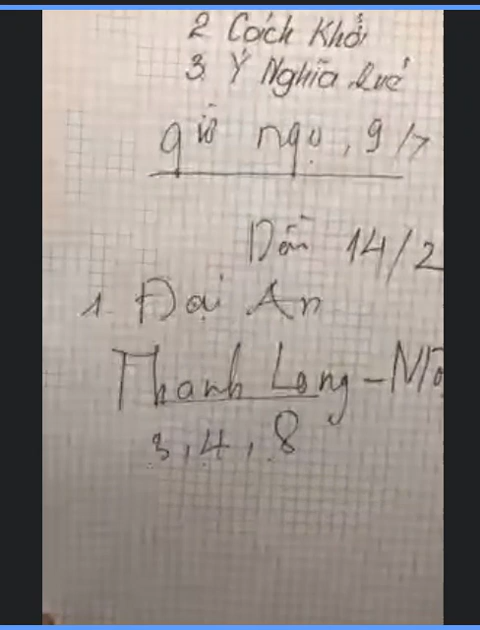 2 Cách Khởi
3. Ý Nghĩa Quẻ
giờ ngọ, 9/7
Dần 14/2
1. Đại An
Thanh Long - Mộ
3, 4, 8